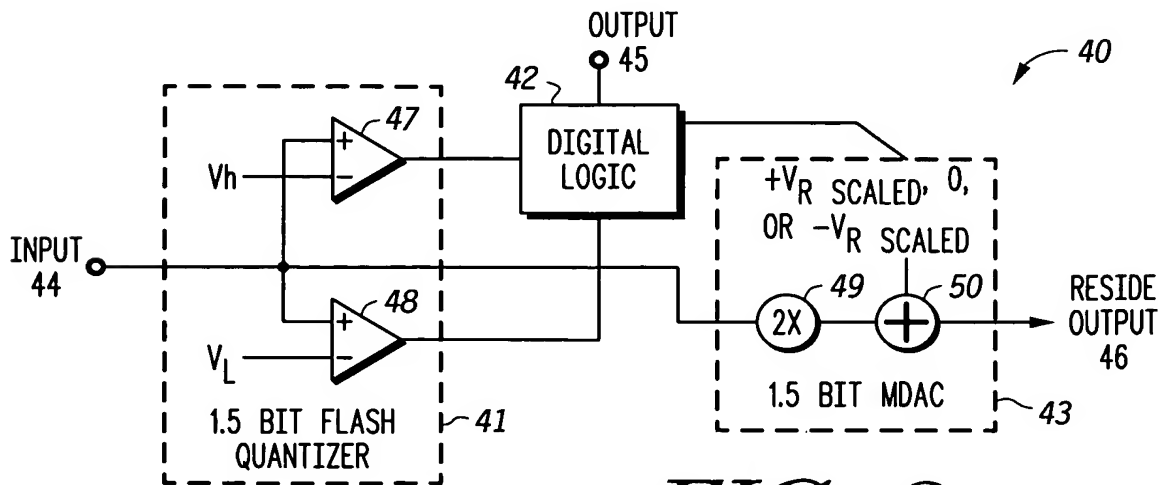 OUTPUT
45
40
42
47
DIGITAL
LOGIC
+
−
Vh
+VR SCALED, 0,
OR −VR SCALED
INPUT
44
48
49
50
2X
+
RESIDE
OUTPUT
46
+
−
VL
1.5 BIT MDAC
43
1.5 BIT FLASH
QUANTIZER
41